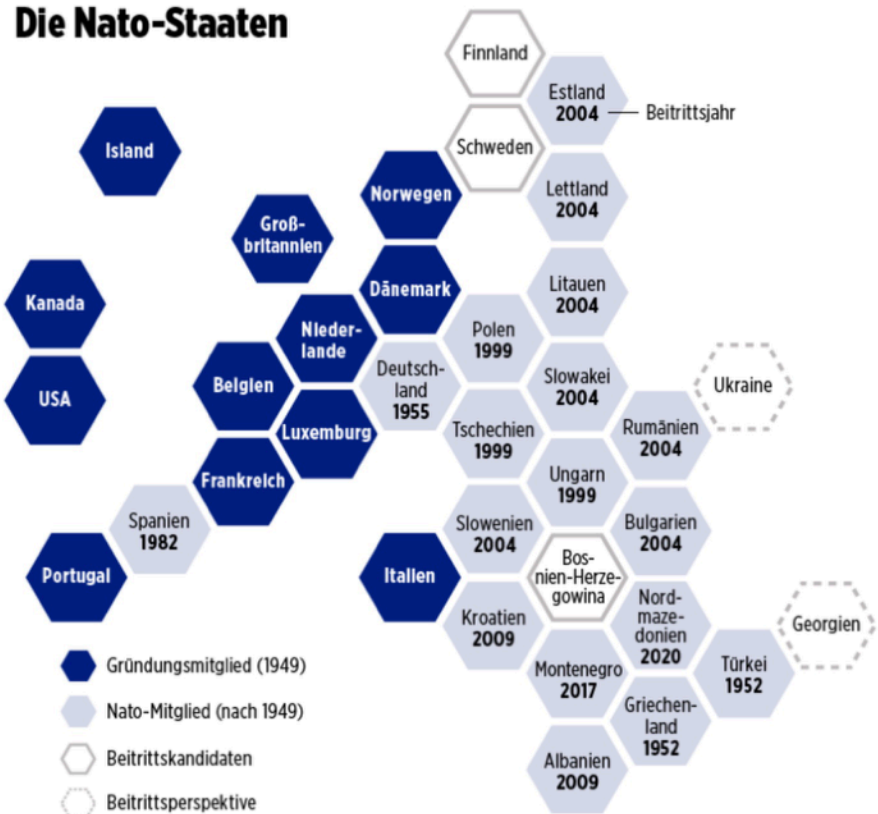 Die Nato-Staaten
Finnland
Estland
2004
Beitrittsjahr
Island
Schweden
Norwegen
Lettland
2004
Groß-
britannien
Kanada
Dänemark
Litauen
2004
Nieder-
lande
Polen
1999
USA
Belgien
Deutsch-
land
1955
Slowakei
2004
Ukraine
Luxemburg
Tschechien
1999
Rumänien
2004
Frankreich
Ungarn
1999
Spanien
1982
Slowenien
2004
Bulgarien
2004
Portugal
Italien
Bos-
nien-Herze-
gowina
Kroatien
2009
Nord-
maze-
donien
2020
Georgien
Montenegro
2017
Türkei
1952
Griechen-
land
1952
Albanien
2009
Gründungsmitglied (1949)
Nato-Mitglied (nach 1949)
Beitrittskandidaten
Beitrittsperspektive